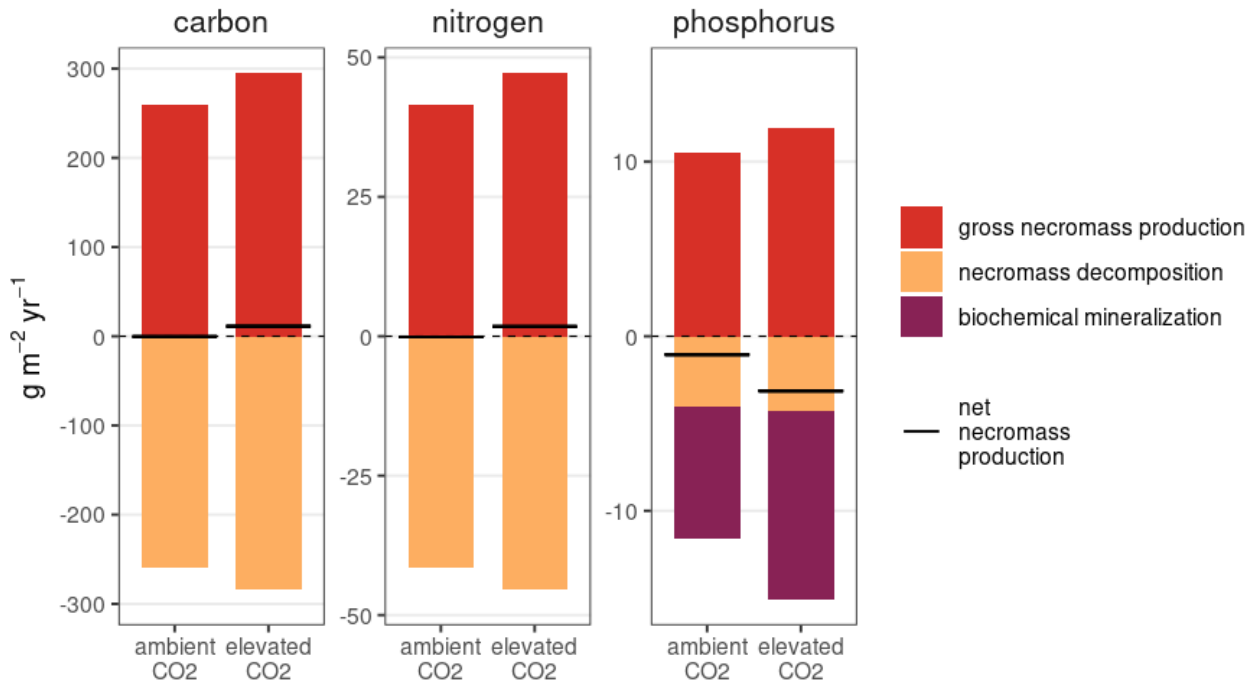 carbon
nitrogen
phosphorus
g m⁻² yr⁻¹
300
200
100
0
-100
-200
-300
50
25
0
-25
-50
10
0
-10
ambient
CO2
elevated
CO2
ambient
CO2
elevated
CO2
ambient
CO2
elevated
CO2
gross necromass production
necromass decomposition
biochemical mineralization
net
necromass
production